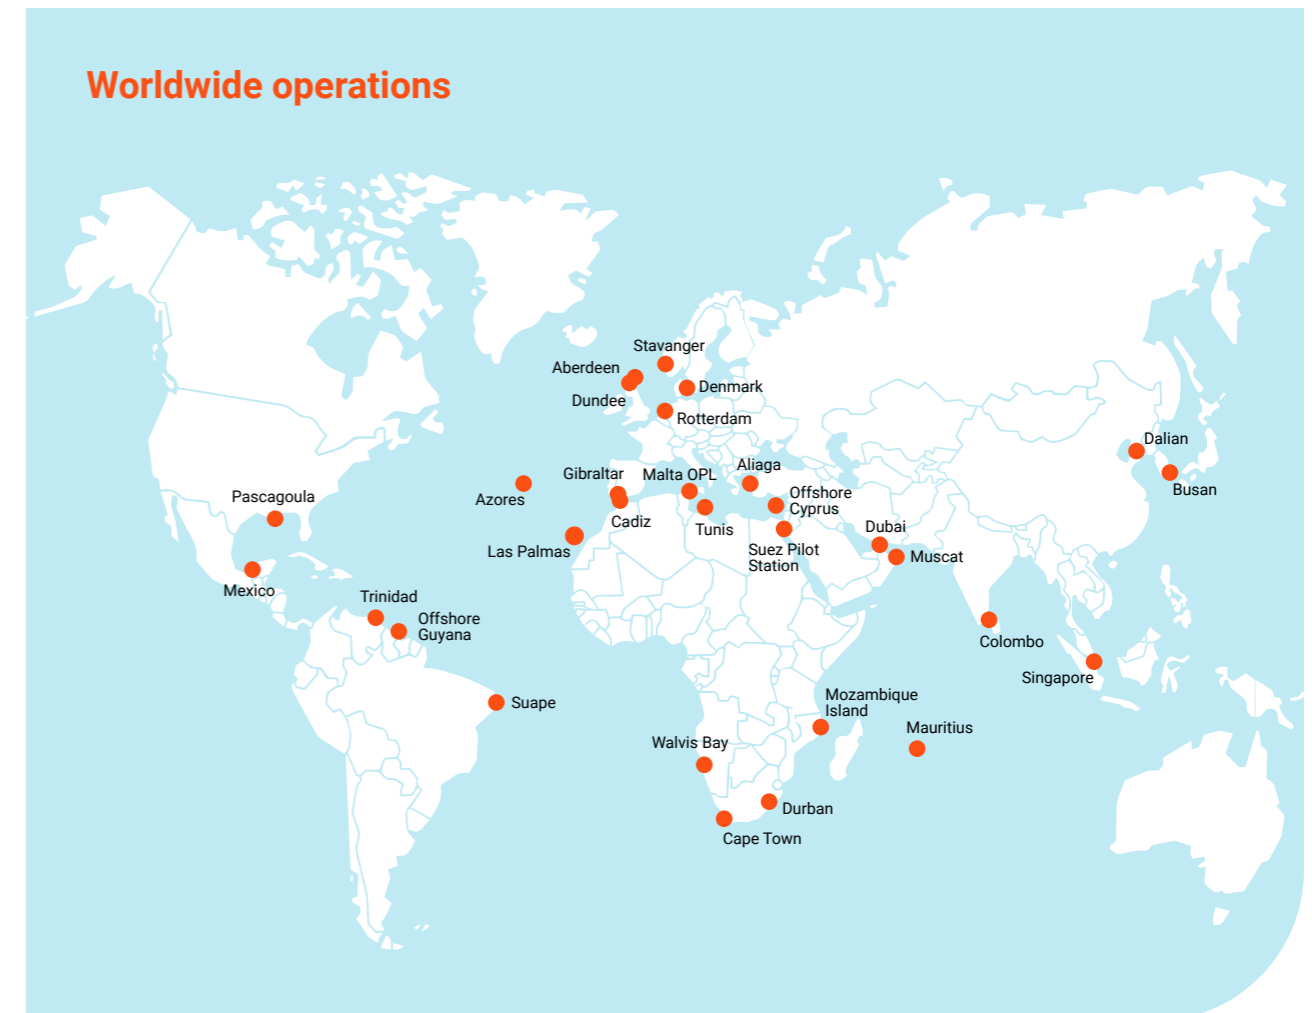 Worldwide operations
Stavanger
Aberdeen
Denmark
Dundee
Rotterdam
Dalian
Gibraltar
Malta OPL
Aliaga
Busan
Pascagoula
Azores
Offshore
Cyprus
Cadiz
Tunis
Dubai
Las Palmas
Suez Pilot
Station
Muscat
Mexico
Trinidad
Offshore
Guyana
Colombo
Singapore
Suape
Mozambique
Island
Mauritius
Walvis Bay
Durban
Cape Town